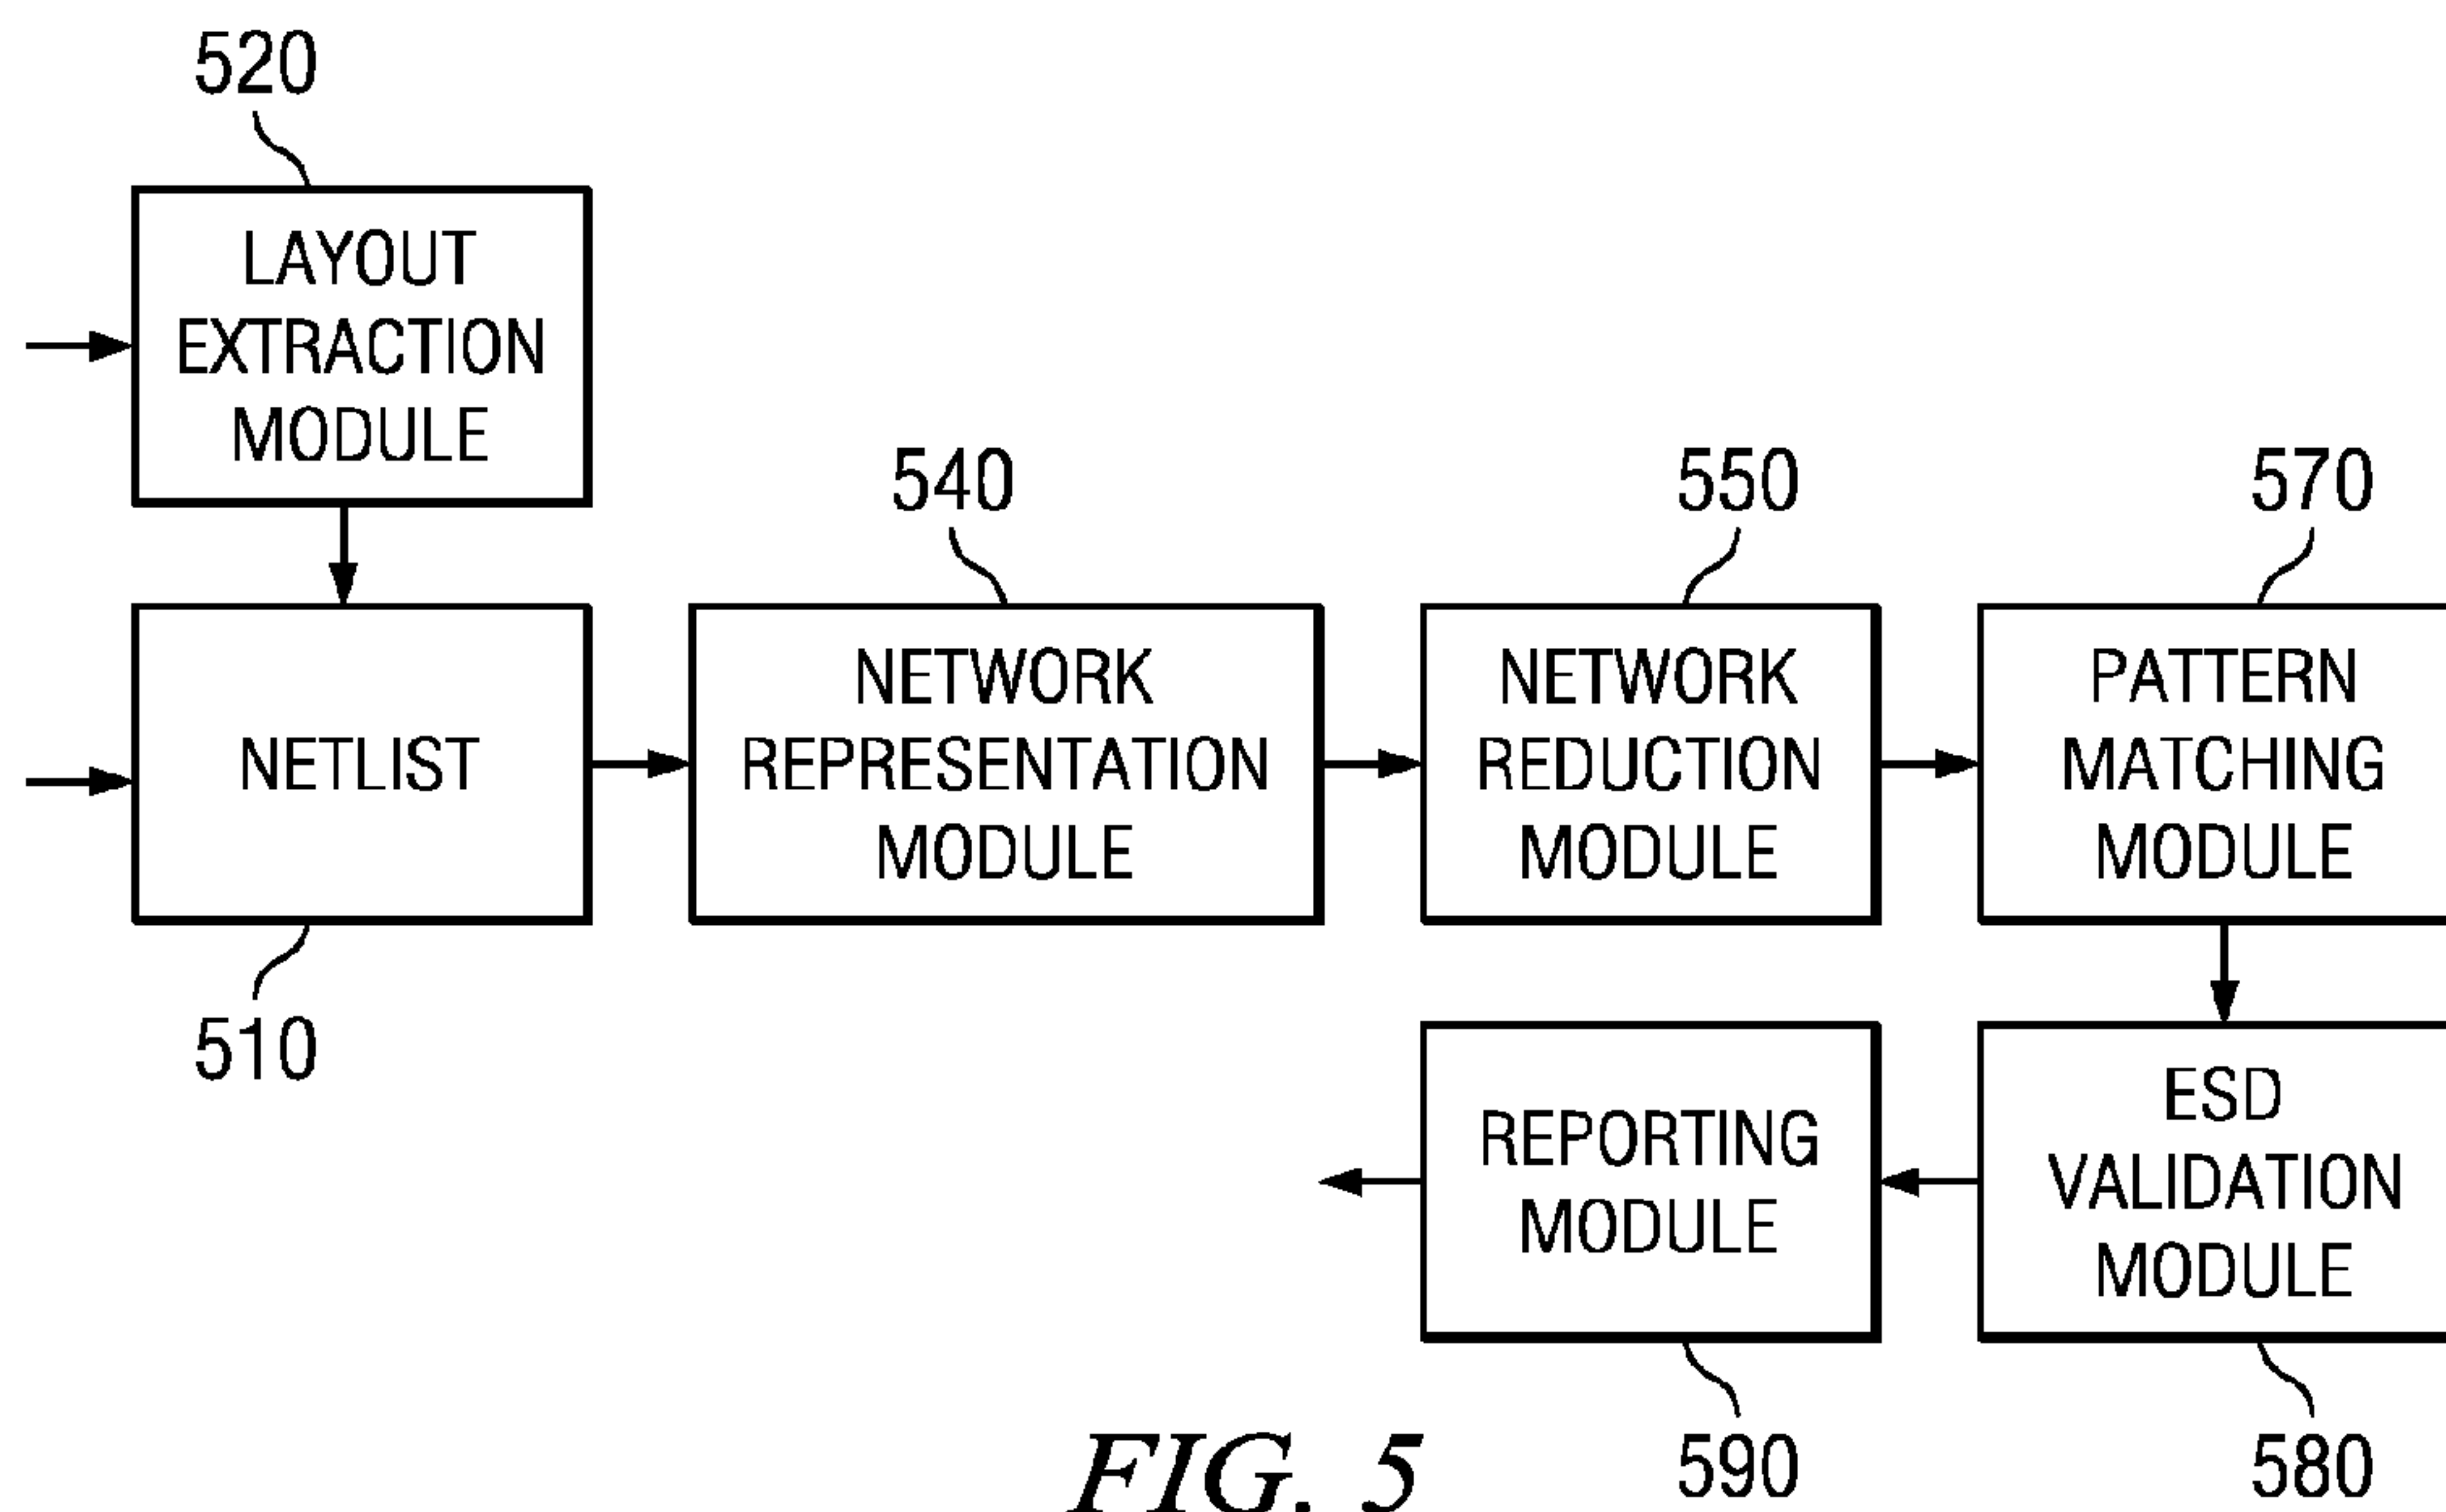 520
LAYOUT
EXTRACTION
MODULE
540
550
570
NETLIST
NETWORK
REPRESENTATION
MODULE
NETWORK
REDUCTION
MODULE
PATTERN
MATCHING
MODULE
510
REPORTING
MODULE
ESD
VALIDATION
MODULE
590
580
FIG. 5